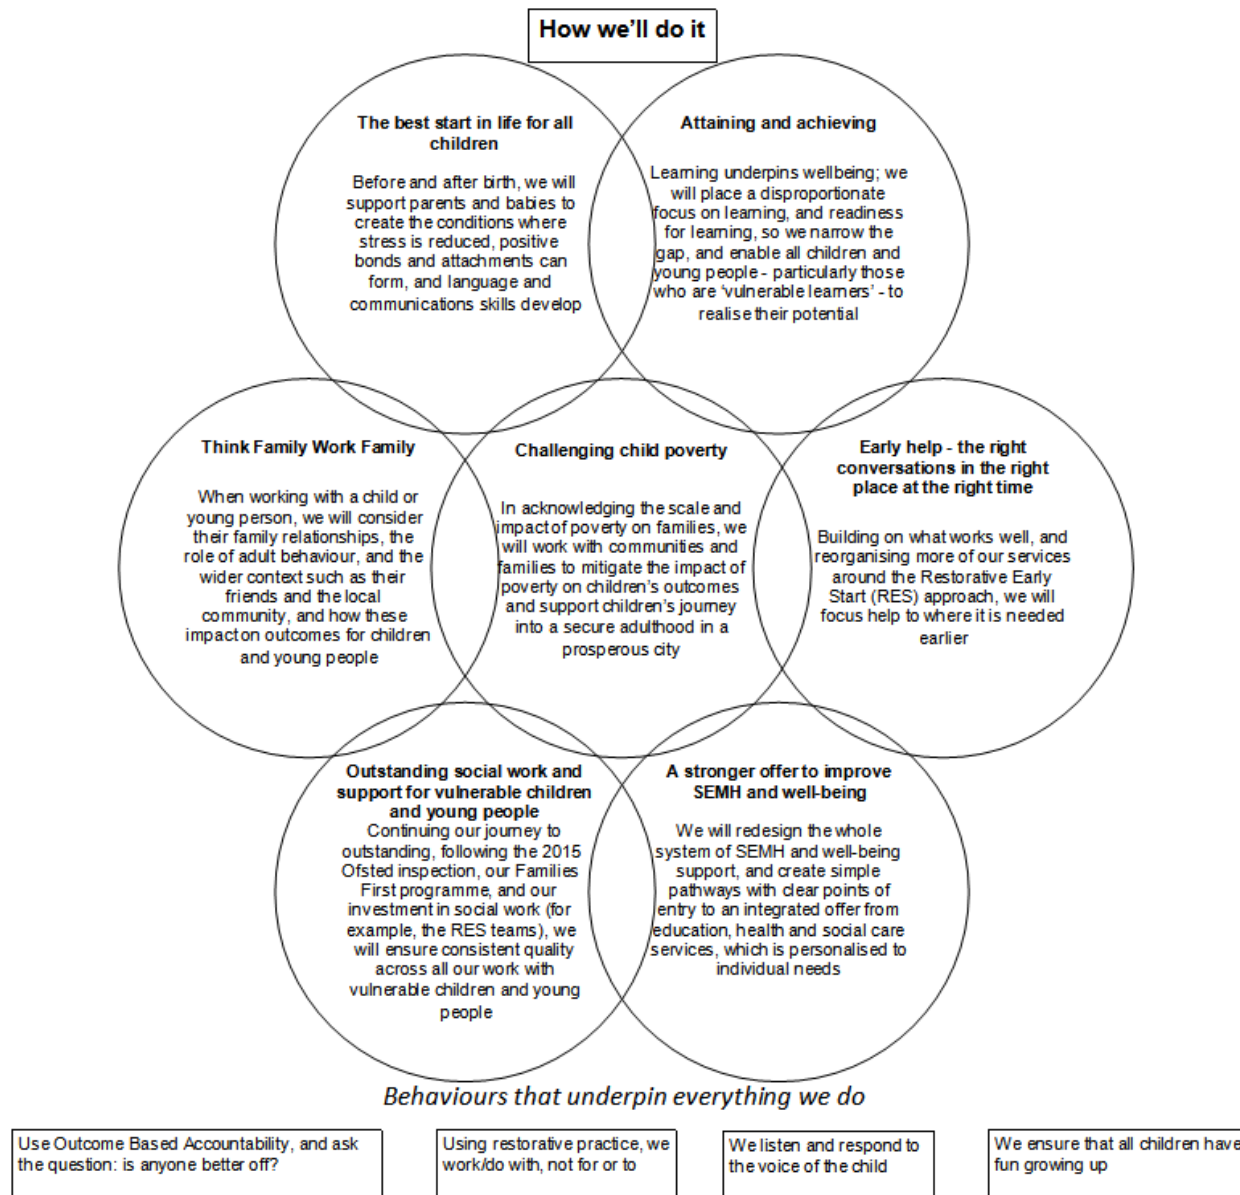 How we'll do it
The best start in life for all
children
Before and after birth, we will
support parents and babies to
create the conditions where
stress is reduced, positive
bonds and attachments can
form, and language and
communications skills develop
Attaining and achieving
Learning underpins wellbeing; we
will place a disproportionate
focus on learning, and readiness
for learning, so we narrow the
gap, and enable all children and
young people - particularly those
who are ‘vulnerable learners’ - to
realise their potential
Think Family Work Family
When working with a child or
young person, we will consider
their family relationships, the
role of adult behaviour, and the
wider context such as their
friends and the local
community, and how these
impact on outcomes for children
and young people
Challenging child poverty
In acknowledging the scale and
impact of poverty on families, we
will work with communities and
families to mitigate the impact of
poverty on children's outcomes
and support children's journey
into a secure adulthood in a
prosperous city
Early help - the right
conversations in the right
place at the right time
Building on what works well, and
reorganising more of our services
around the Restorative Early
Start (RES) approach, we will
focus help to where it is needed
earlier
Outstanding social work and
support for vulnerable children
and young people
Continuing our journey to
outstanding, following the 2015
Ofsted inspection, our Families
First programme, and our
investment in social work (for
example, the RES teams), we
will ensure consistent quality
across all our work with
vulnerable children and young
people
A stronger offer to improve
SEMH and well-being
We will redesign the whole
system of SEMH and well-being
support, and create simple
pathways with clear points of
entry to an integrated offer from
education, health and social care
services, which is personalised to
individual needs
Behaviours that underpin everything we do
Use Outcome Based Accountability, and ask
the question: is anyone better off?
Using restorative practice, we
work/do with, not for or to
We listen and respond to
the voice of the child
We ensure that all children have
fun growing up